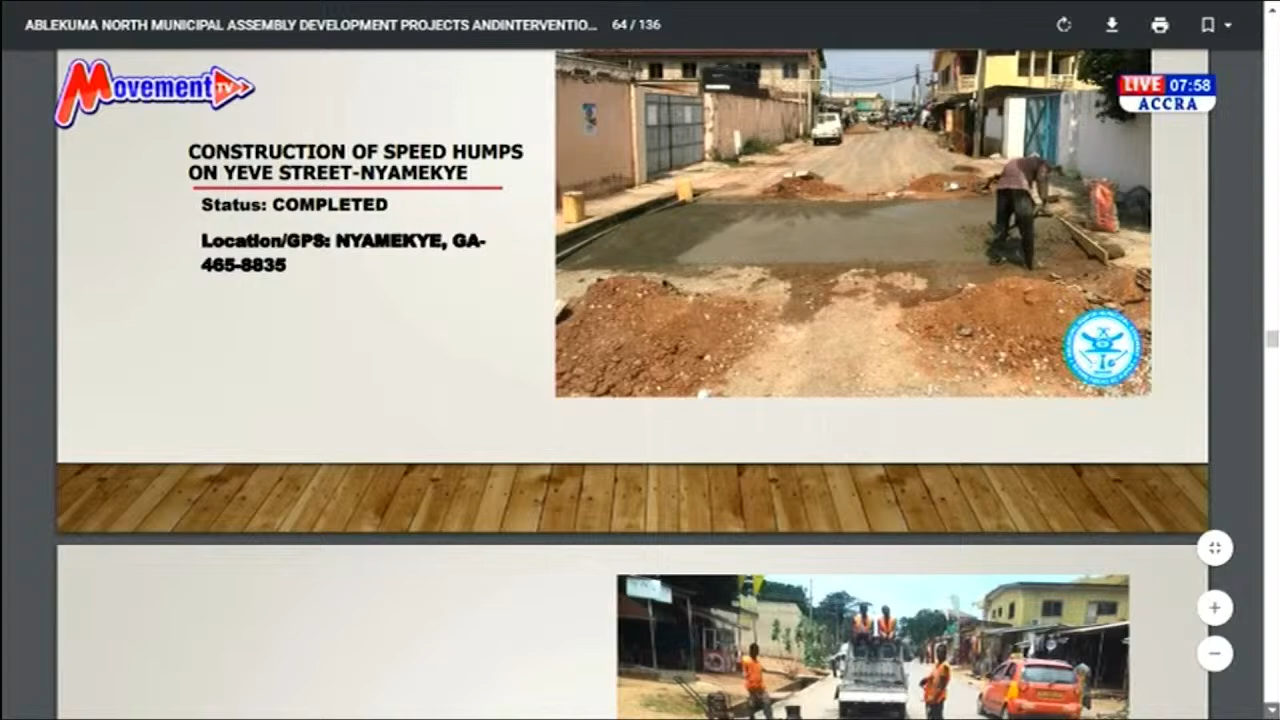 ABLEKUMA NORTH MUNICIPAL ASSEMBLY DEVELOPMENT PROJECTS ANDINTERVENTIO... 64 / 136
Movement TV
LIVE 07:58
ACCRA
CONSTRUCTION OF SPEED HUMPS
ON YEVE STREET-NYAMEKYE
Status: COMPLETED
Location/GPS: NYAMEKYE, GA-
465-8835